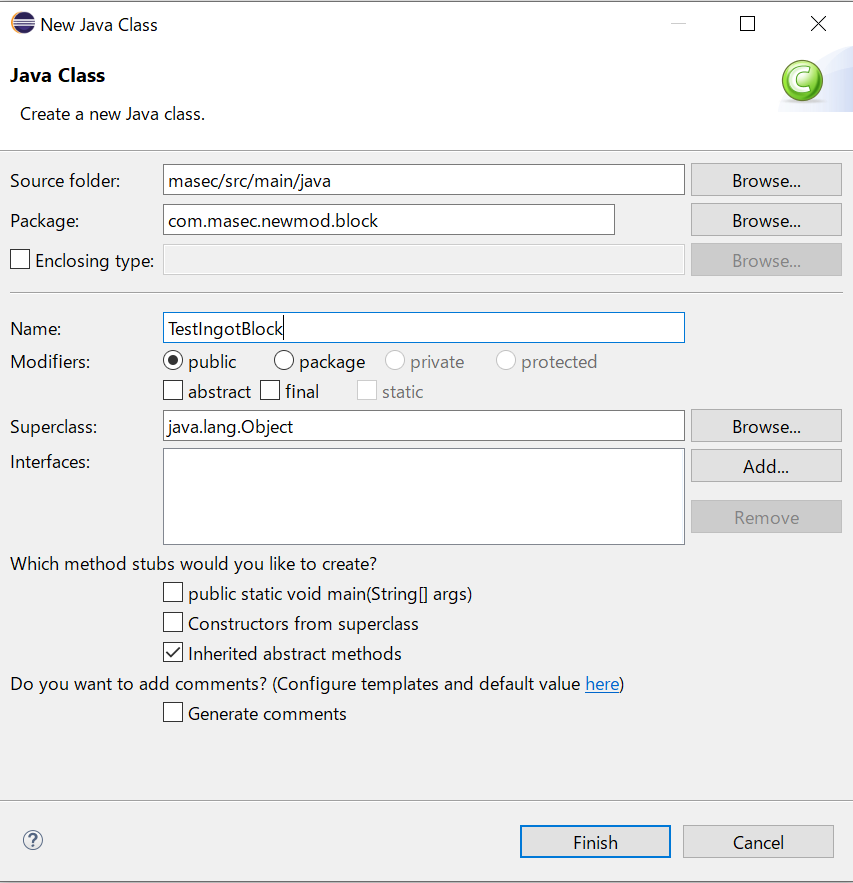 New Java Class
Java Class
Create a new Java class.
Source folder: masec/src/main/java Browse...
Package: com.masec.newmod.block Browse...
Enclosing type: Browse...
Name: TestIngotBlock
Modifiers: public package private protected
abstract final static
Superclass: java.lang.Object Browse...
Interfaces: Add...
Remove
Which method stubs would you like to create?
public static void main(String[] args)
Constructors from superclass
Inherited abstract methods
Do you want to add comments? (Configure templates and default value here)
Generate comments
? Finish Cancel